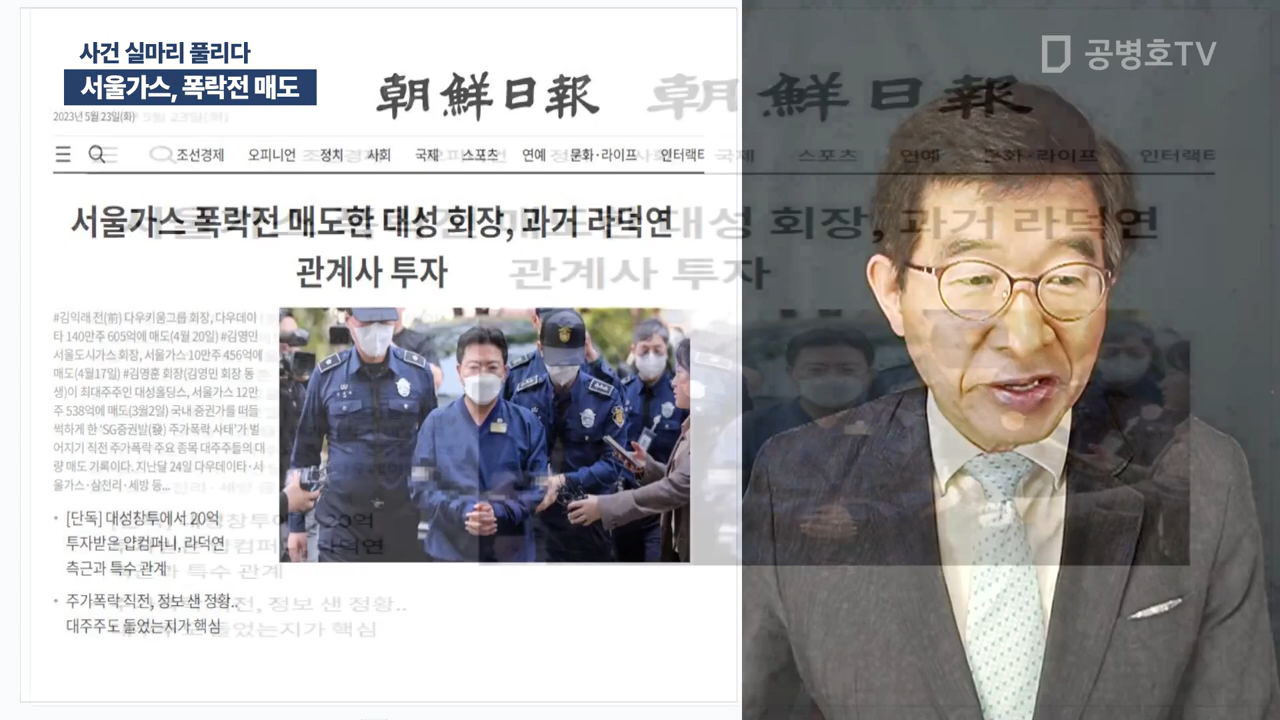 사건 실마리 풀리다
서울가스, 폭락전 매도
공병호TV
朝鮮日報
2023년 5월 23일(화)
조선경제 오피니언 정치 사회 국제 스포츠 연예 문화·라이프 인터랙티
서울가스 폭락전 매도한 대성 회장, 과거 라덕연
관계사 투자
#김익래 전(前) 다우키움그룹 회장, 다우데이
타 140만주 605억에 매도(4월 20일) #김영민
서울도시가스 회장, 서울가스 10만주 456억에
매도(4월17일) #김영훈 회장(김영민 회장 동
생)이 최대주주인 대성홀딩스, 서울가스 12만
주 538억에 매도(3월2일) 국내 증권가를 떠들
썩하게 한 'SG증권발(發) 주가폭락 사태'가 벌
어지기 직전 주가폭락 주요 종목 대주주들의 대
량 매도 기록이다. 지난달 24일 다우데이타·서
울가스·삼천리·세방 등...
• [단독] 대성창투에서 20억
투자받은 얍컴퍼니, 라덕연
측근과 특수 관계
• 주가폭락 직전, 정보 샌 정황..
대주주도 들었는지가 핵심